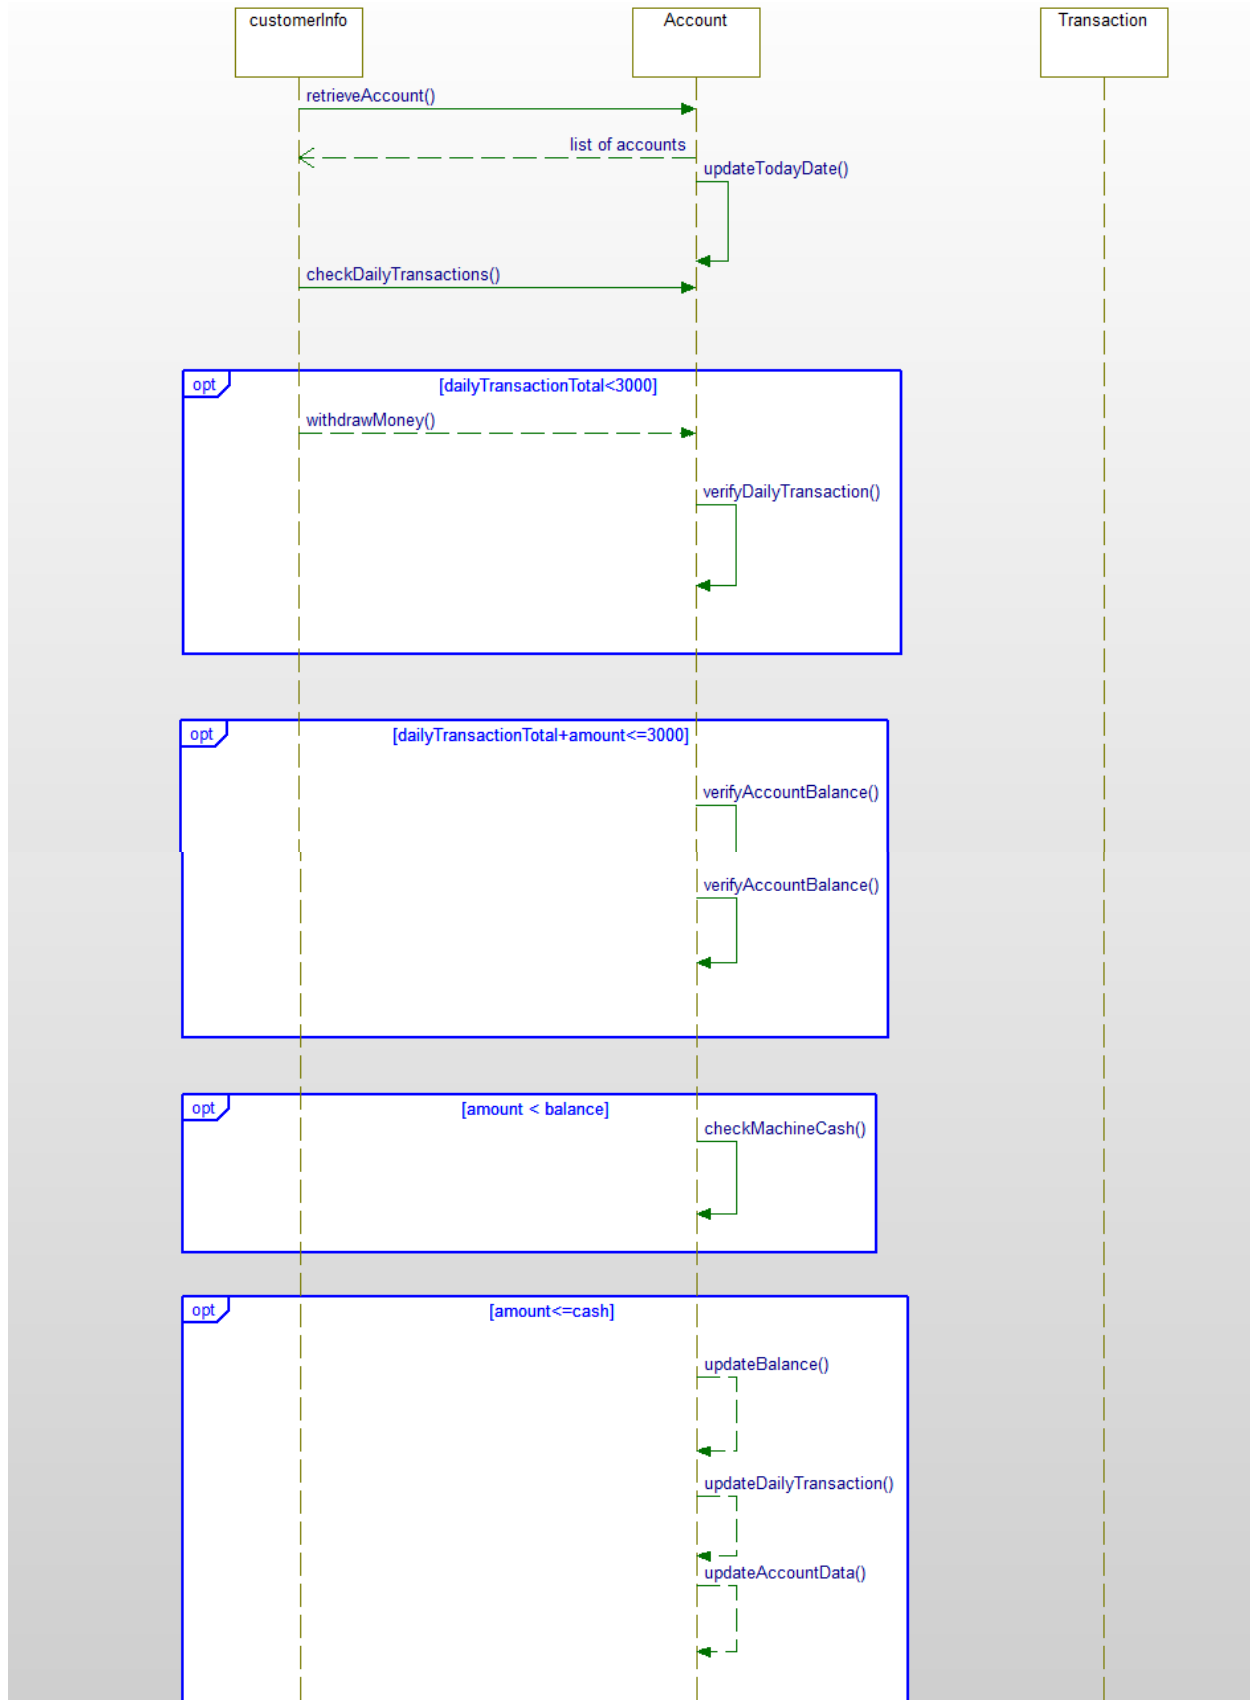 customerInfo
Account
Transaction
retrieveAccount()
list of accounts
updateTodayDate()
checkDailyTransactions()
opt
[dailyTransactionTotal<3000]
withdrawMoney()
verifyDailyTransaction()
opt
[dailyTransactionTotal+amount<=3000]
verifyAccountBalance()
verifyAccountBalance()
opt
[amount < balance]
checkMachineCash()
opt
[amount<=cash]
updateBalance()
updateDailyTransaction()
updateAccountData()